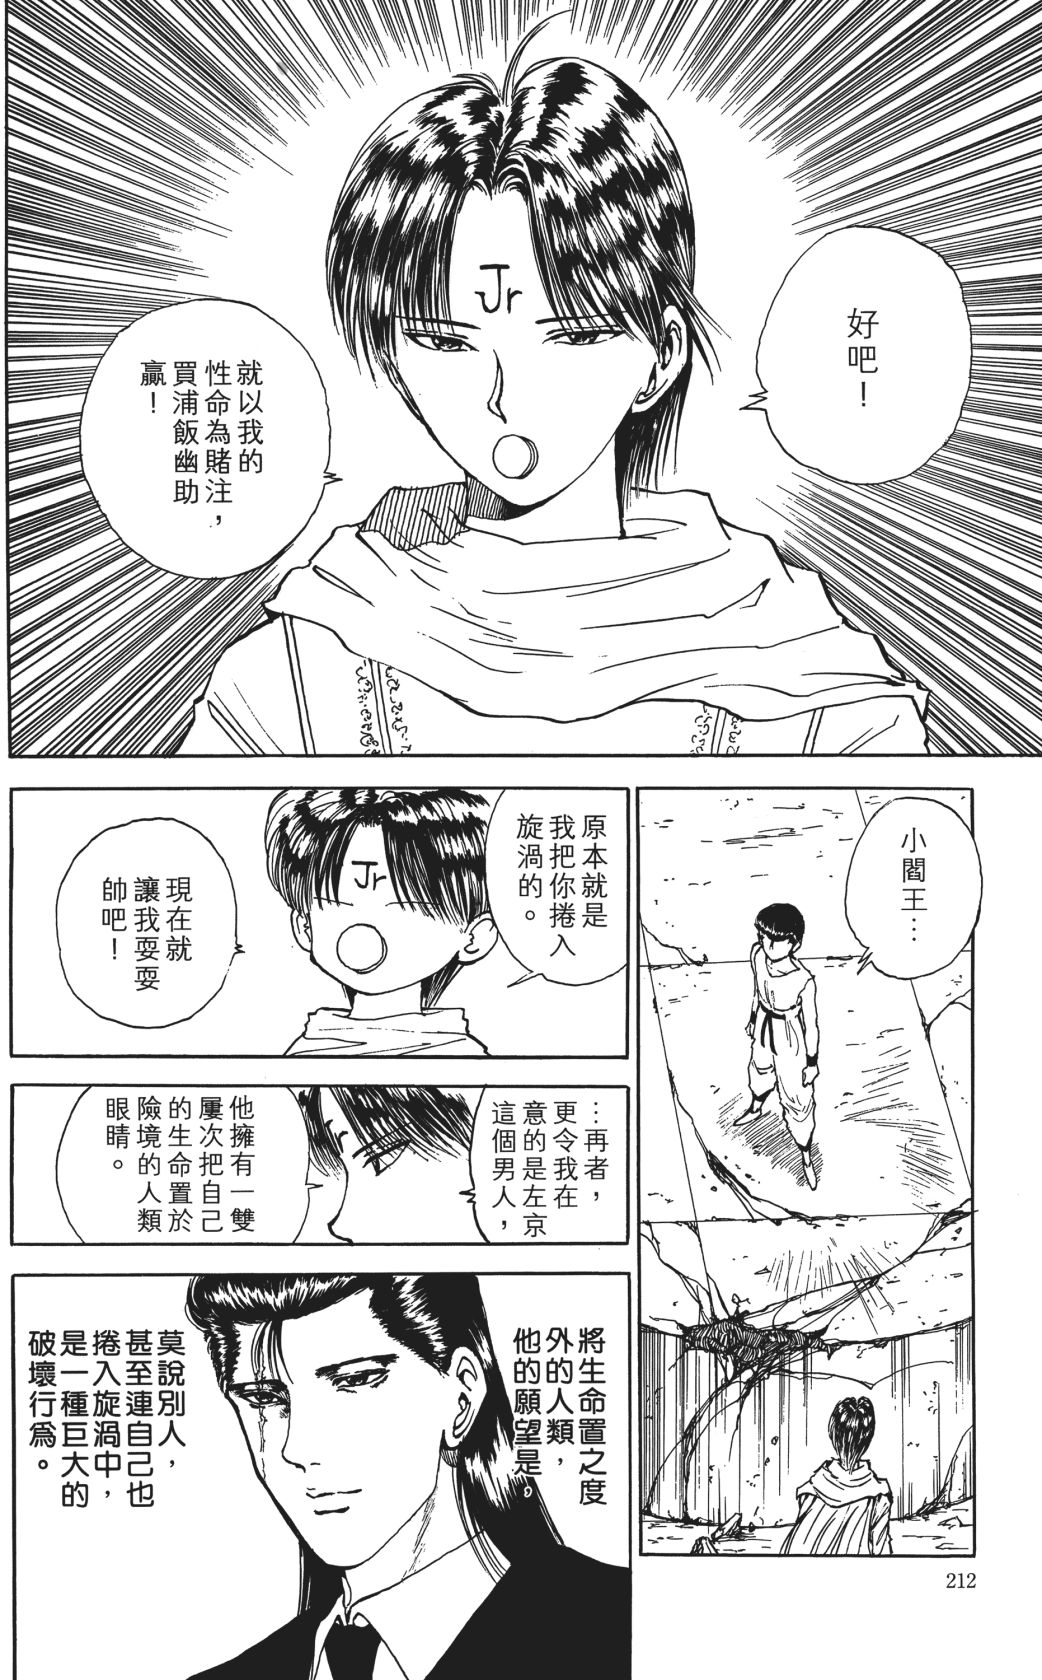 好吧！
就以我的
性命為賭注，
買浦飯幽助
贏！
Jr
小閻王…
原本就是
我把你捲入
旋渦的。
Jr
現在就
讓我耍耍
帥吧！
…再者，
更令我在
意的是左京
這個男人，
Jr
他擁有一雙
屢次把自己
的生命置於
險境的人類
眼睛。
將生命置之度
外的人類，
他的願望是，
莫說別人，
甚至連自己也
捲入旋渦中，
是一種巨大的
破壞行為。
212